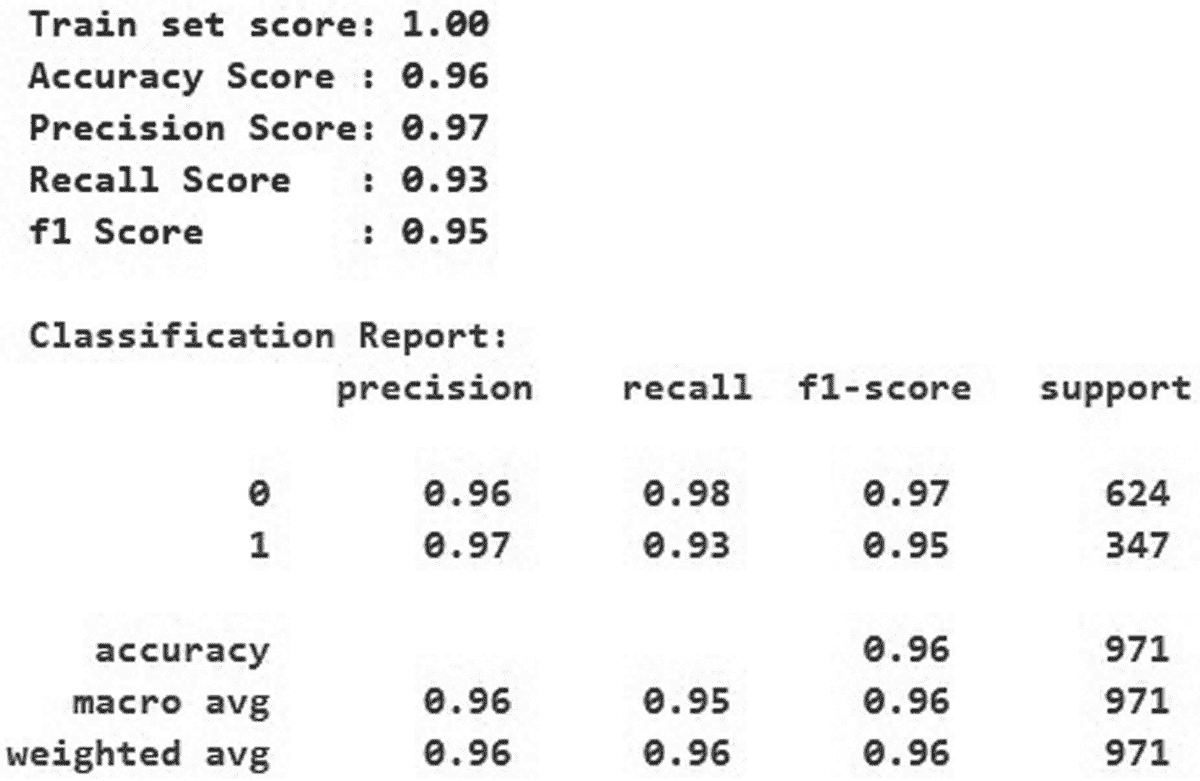 Train set score: 1.00
Accuracy Score : 0.96
Precision Score: 0.97
Recall Score   : 0.93
f1 Score       : 0.95
Classification Report:
precision    recall  f1-score   support
0       0.96      0.98      0.97       624
1       0.97      0.93      0.95       347
accuracy                           0.96       971
macro avg       0.96      0.95      0.96       971
weighted avg       0.96      0.96      0.96       971